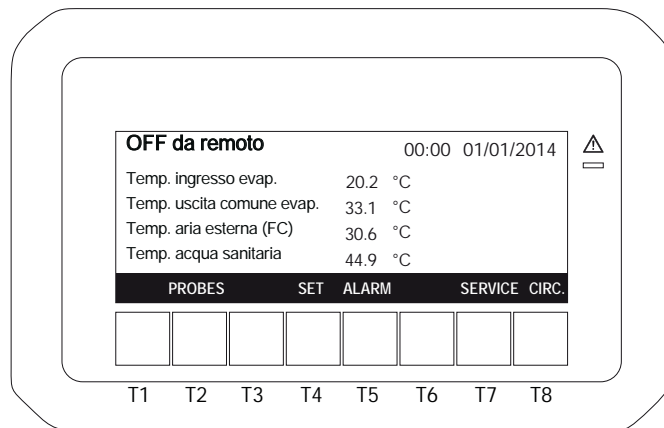 OFF da remoto 00:00 01/01/2014
Temp. ingresso evap. 20.2 °C
Temp. uscita comune evap. 33.1 °C
Temp. aria esterna (FC) 30.6 °C
Temp. acqua sanitaria 44.9 °C
PROBES SET ALARM SERVICE CIRC.
T1 T2 T3 T4 T5 T6 T7 T8